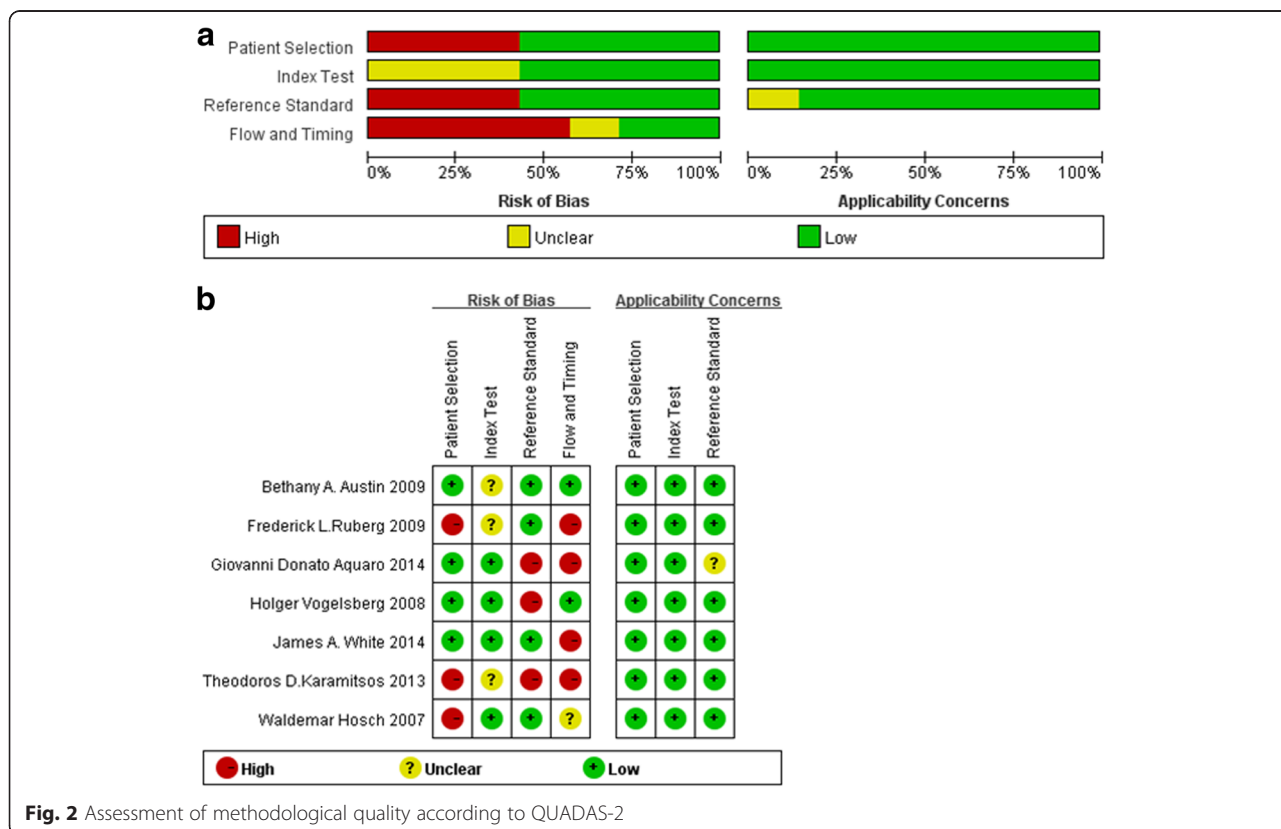 a
Patient Selection
Index Test
Reference Standard
Flow and Timing
0% 25% 50% 75% 100% 0% 25% 50% 75% 100%
Risk of Bias Applicability Concerns
High Unclear Low
b
Risk of Bias Applicability Concerns
Patient Selection Index Test Reference Standard Flow and Timing Patient Selection Index Test Reference Standard
Bethany A. Austin 2009 + ? + + + + +
Frederick L.Ruberg 2009 - ? + - + + +
Giovanni Donato Aquaro 2014 + + - - + + ?
Holger Vogelsberg 2008 + + - + + + +
James A. White 2014 + + + - + + +
Theodoros D.Karamitsos 2013 - ? - - + + +
Waldemar Hosch 2007 - + + ? + + +
- High ? Unclear + Low
Fig. 2 Assessment of methodological quality according to QUADAS-2